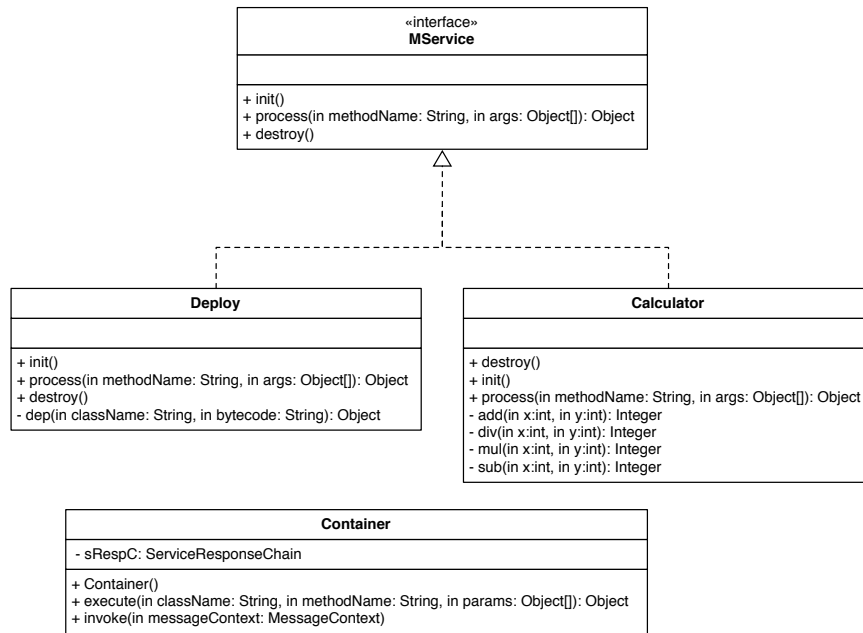 «interface»
MService
+ init()
+ process(in methodName: String, in args: Object[]): Object
+ destroy()
Deploy
+ init()
+ process(in methodName: String, in args: Object[]): Object
+ destroy()
- dep(in className: String, in bytecode: String): Object
Calculator
+ destroy()
+ init()
+ process(in methodName: String, in args: Object[]): Object
- add(in x:int, in y:int): Integer
- div(in x:int, in y:int): Integer
- mul(in x:int, in y:int): Integer
- sub(in x:int, in y:int): Integer
Container
- sRespC: ServiceResponseChain
+ Container()
+ execute(in className: String, in methodName: String, in params: Object[]): Object
+ invoke(in messageContext: MessageContext)